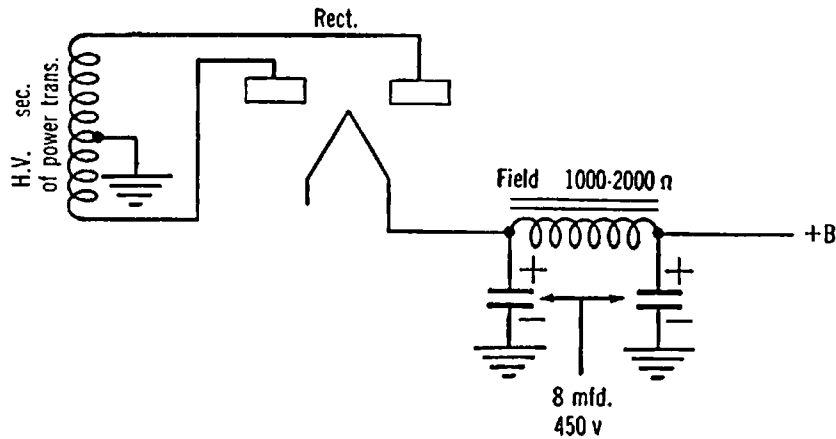 Rect.
H.V. sec.
of power trans.
Field 1000-2000 Ω
+B
+
+
−
−
8 mfd.
450 v